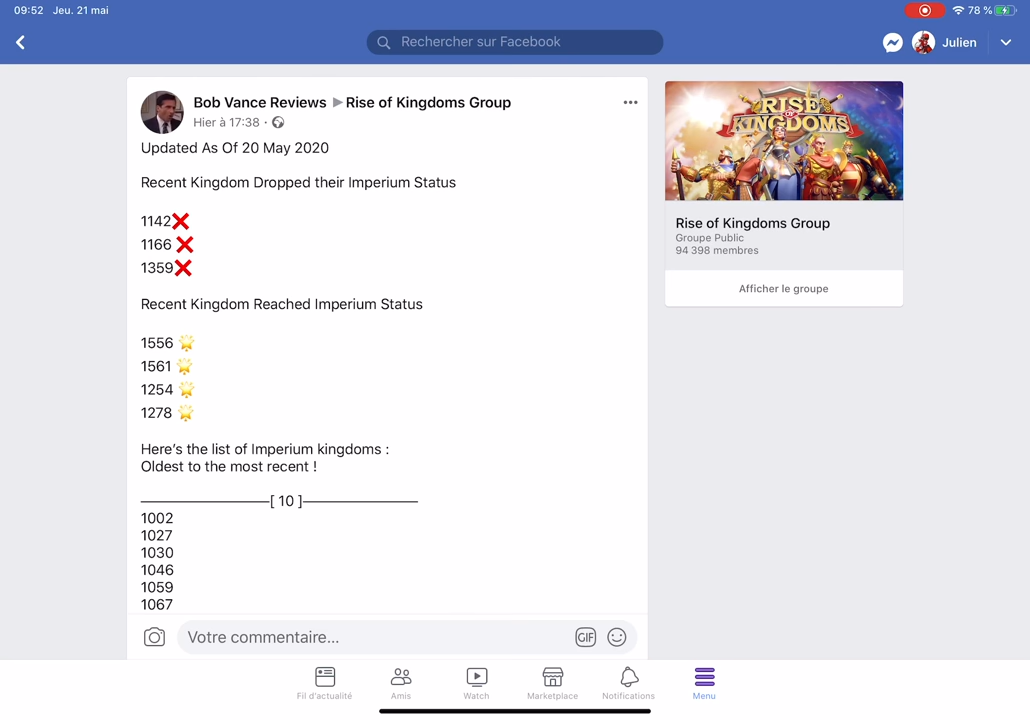 09:52 Jeu. 21 mai
78 %
Rechercher sur Facebook
Julien
Bob Vance Reviews ▶ Rise of Kingdoms Group
Hier à 17:38 ·
Updated As Of 20 May 2020
Recent Kingdom Dropped their Imperium Status
1142❌
1166 ❌
1359❌
Recent Kingdom Reached Imperium Status
1556 🌟
1561 🌟
1254 🌟
1278 🌟
Here’s the list of Imperium kingdoms :
Oldest to the most recent !
—————————[ 10 ]————————
1002
1027
1030
1046
1059
1067
Votre commentaire...
GIF
RISE
OF
KINGDOMS
Rise of Kingdoms Group
Groupe Public
94 398 membres
Afficher le groupe
Fil d'actualité
Amis
Watch
Marketplace
Notifications
Menu